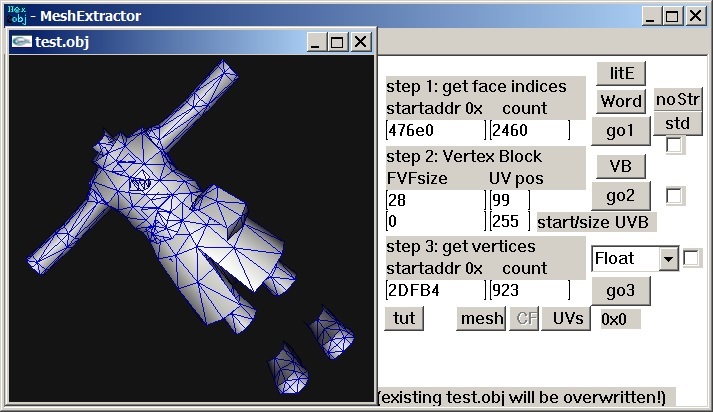 Hex
obj
- MeshExtractor
test.obj
step 1: get face indices
startaddr 0x count
476e0 2460
litE
Word
noStr
go1
std
step 2: Vertex Block
FVFsize UV pos
28 99
0 255 start/size UVB
VB
go2
step 3: get vertices
startaddr 0x count
2DFB4 923
Float
go3
tut mesh CF UVs 0x0
(existing test.obj will be overwritten!)